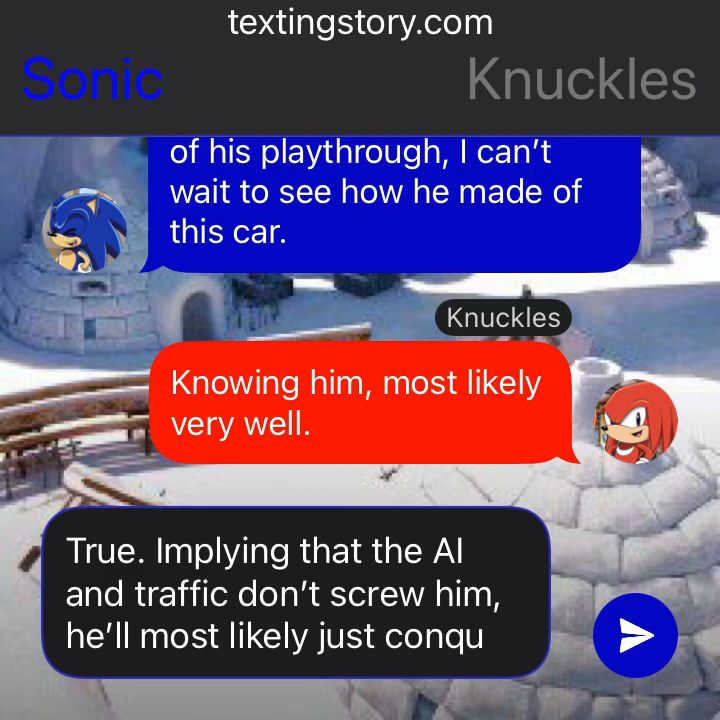 textingstory.com
Sonic
Knuckles
of his playthrough, I can’t
wait to see how he made of
this car.
Knuckles
Knowing him, most likely
very well.
True. Implying that the AI
and traffic don’t screw him,
he’ll most likely just conqu